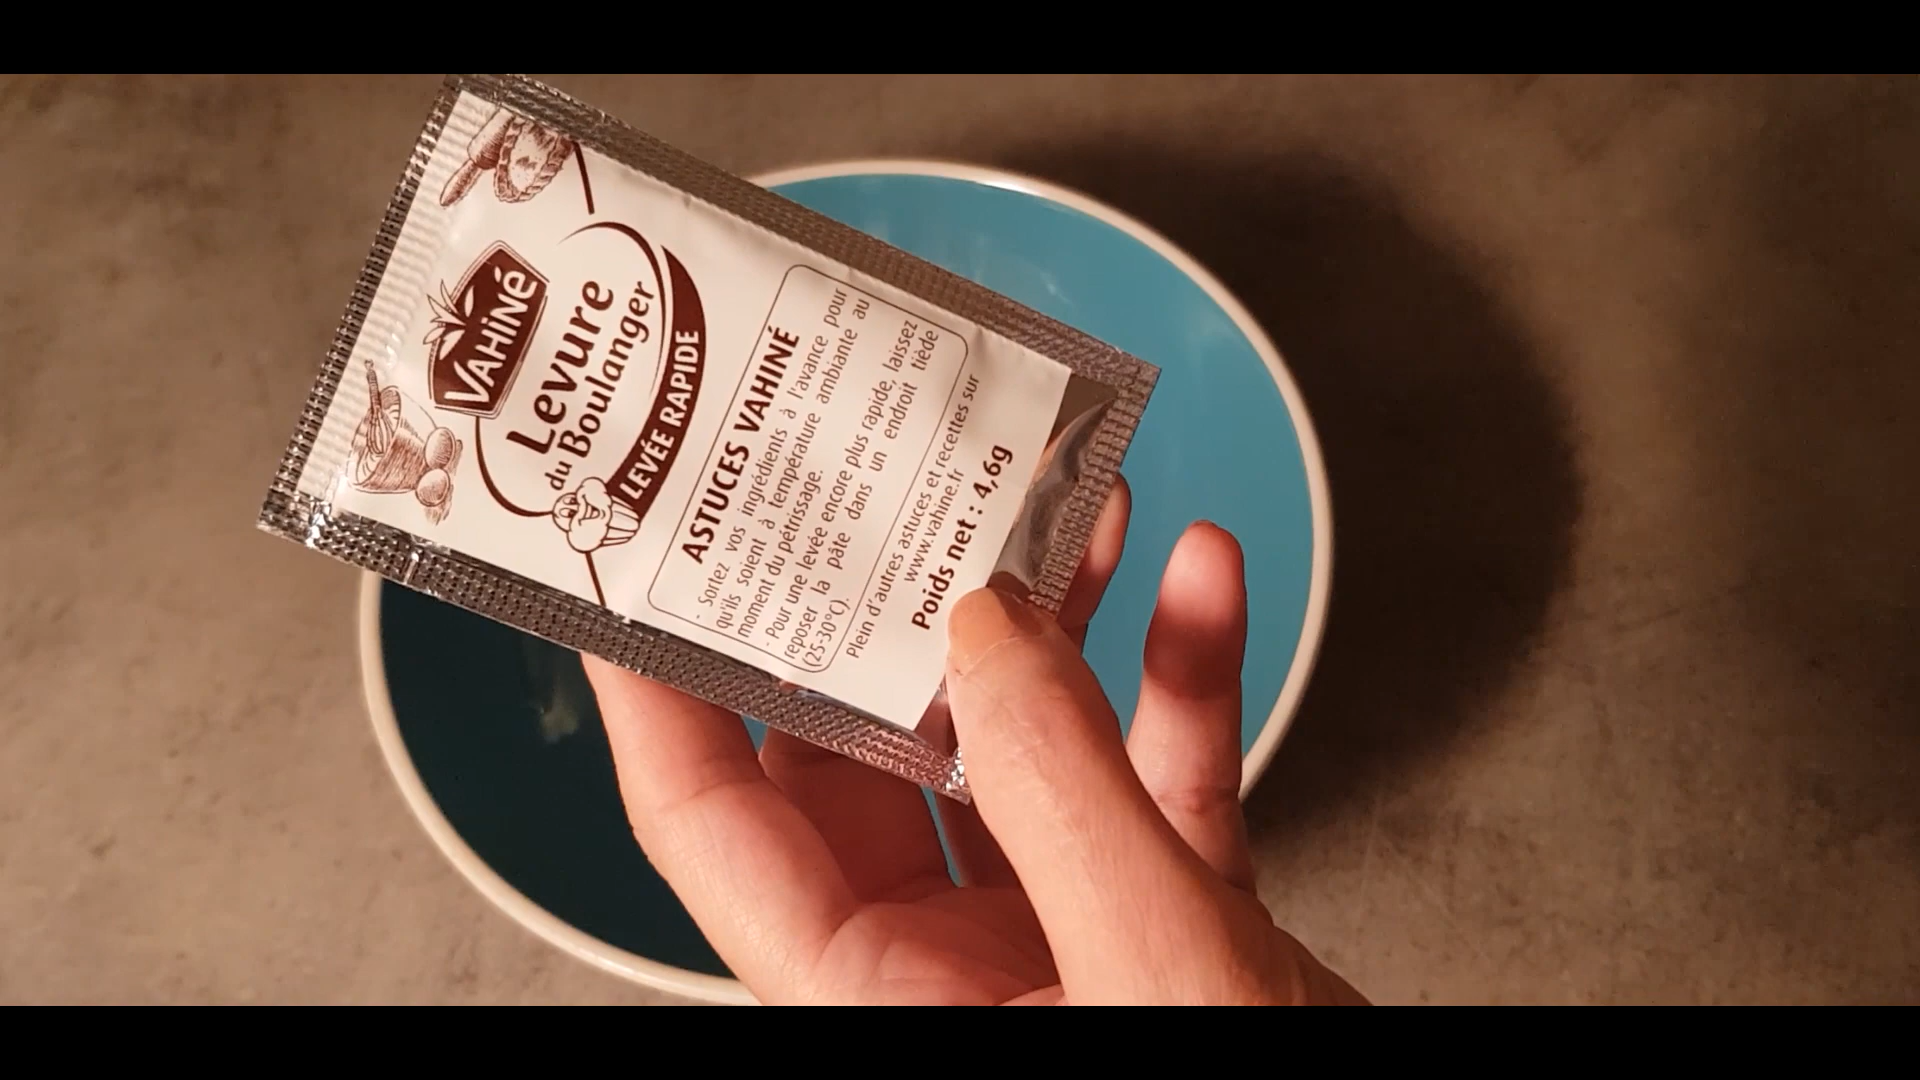 VAHiNé
Levure
du Boulanger
LEVÉE RAPIDE
ASTUCES VAHINÉ
- Sortez vos ingrédients à l'avance pour
qu'ils soient à température ambiante au
moment du pétrissage.
- Pour une levée encore plus rapide, laissez
reposer la pâte dans un endroit tiède
(25-30°C).
Plein d'autres astuces et recettes sur
www.vahine.fr
Poids net : 4,6g